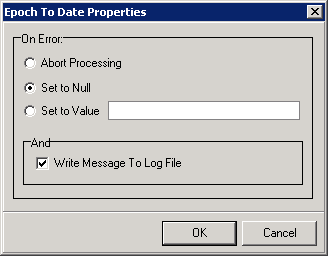 Epoch To Date Properties
On Error:
Abort Processing
Set to Null
Set to Value
And
Write Message To Log File
OK
Cancel